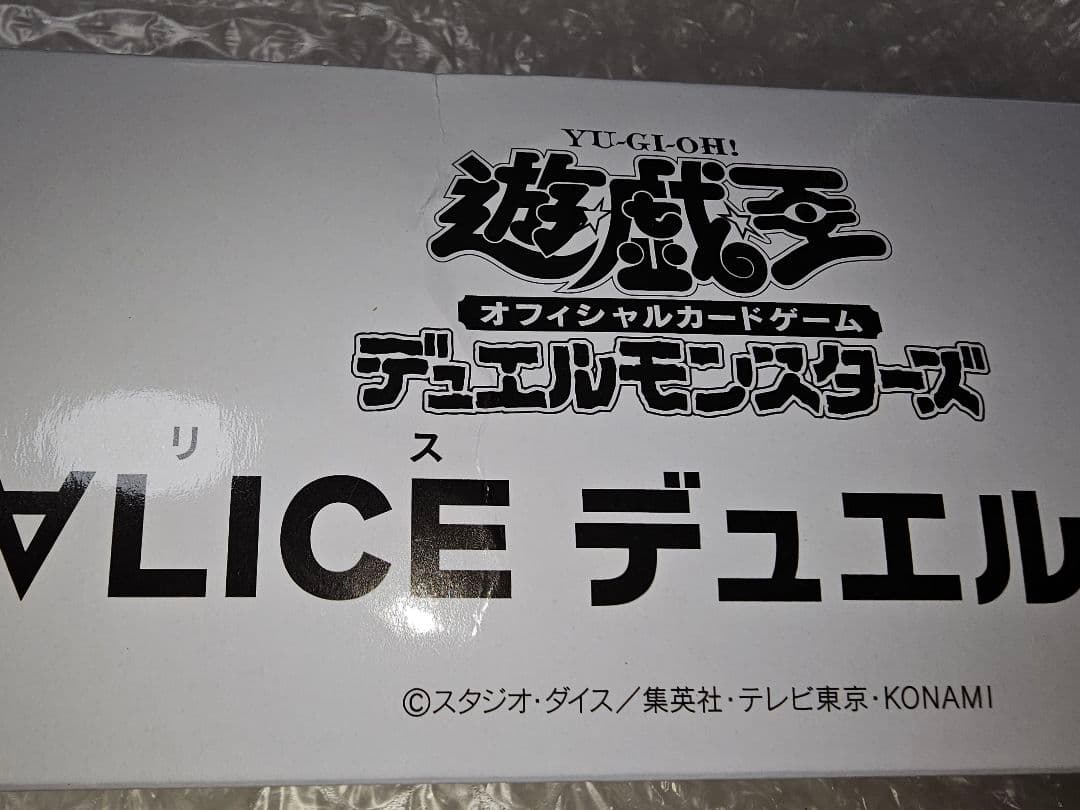 YU-GI-OH!
遊☆戯☆王
オフィシャルカードゲーム
デュエルモンスターズ
リス
∀LICE デュエル
©スタジオ・ダイス／集英社・テレビ東京・KONAMI